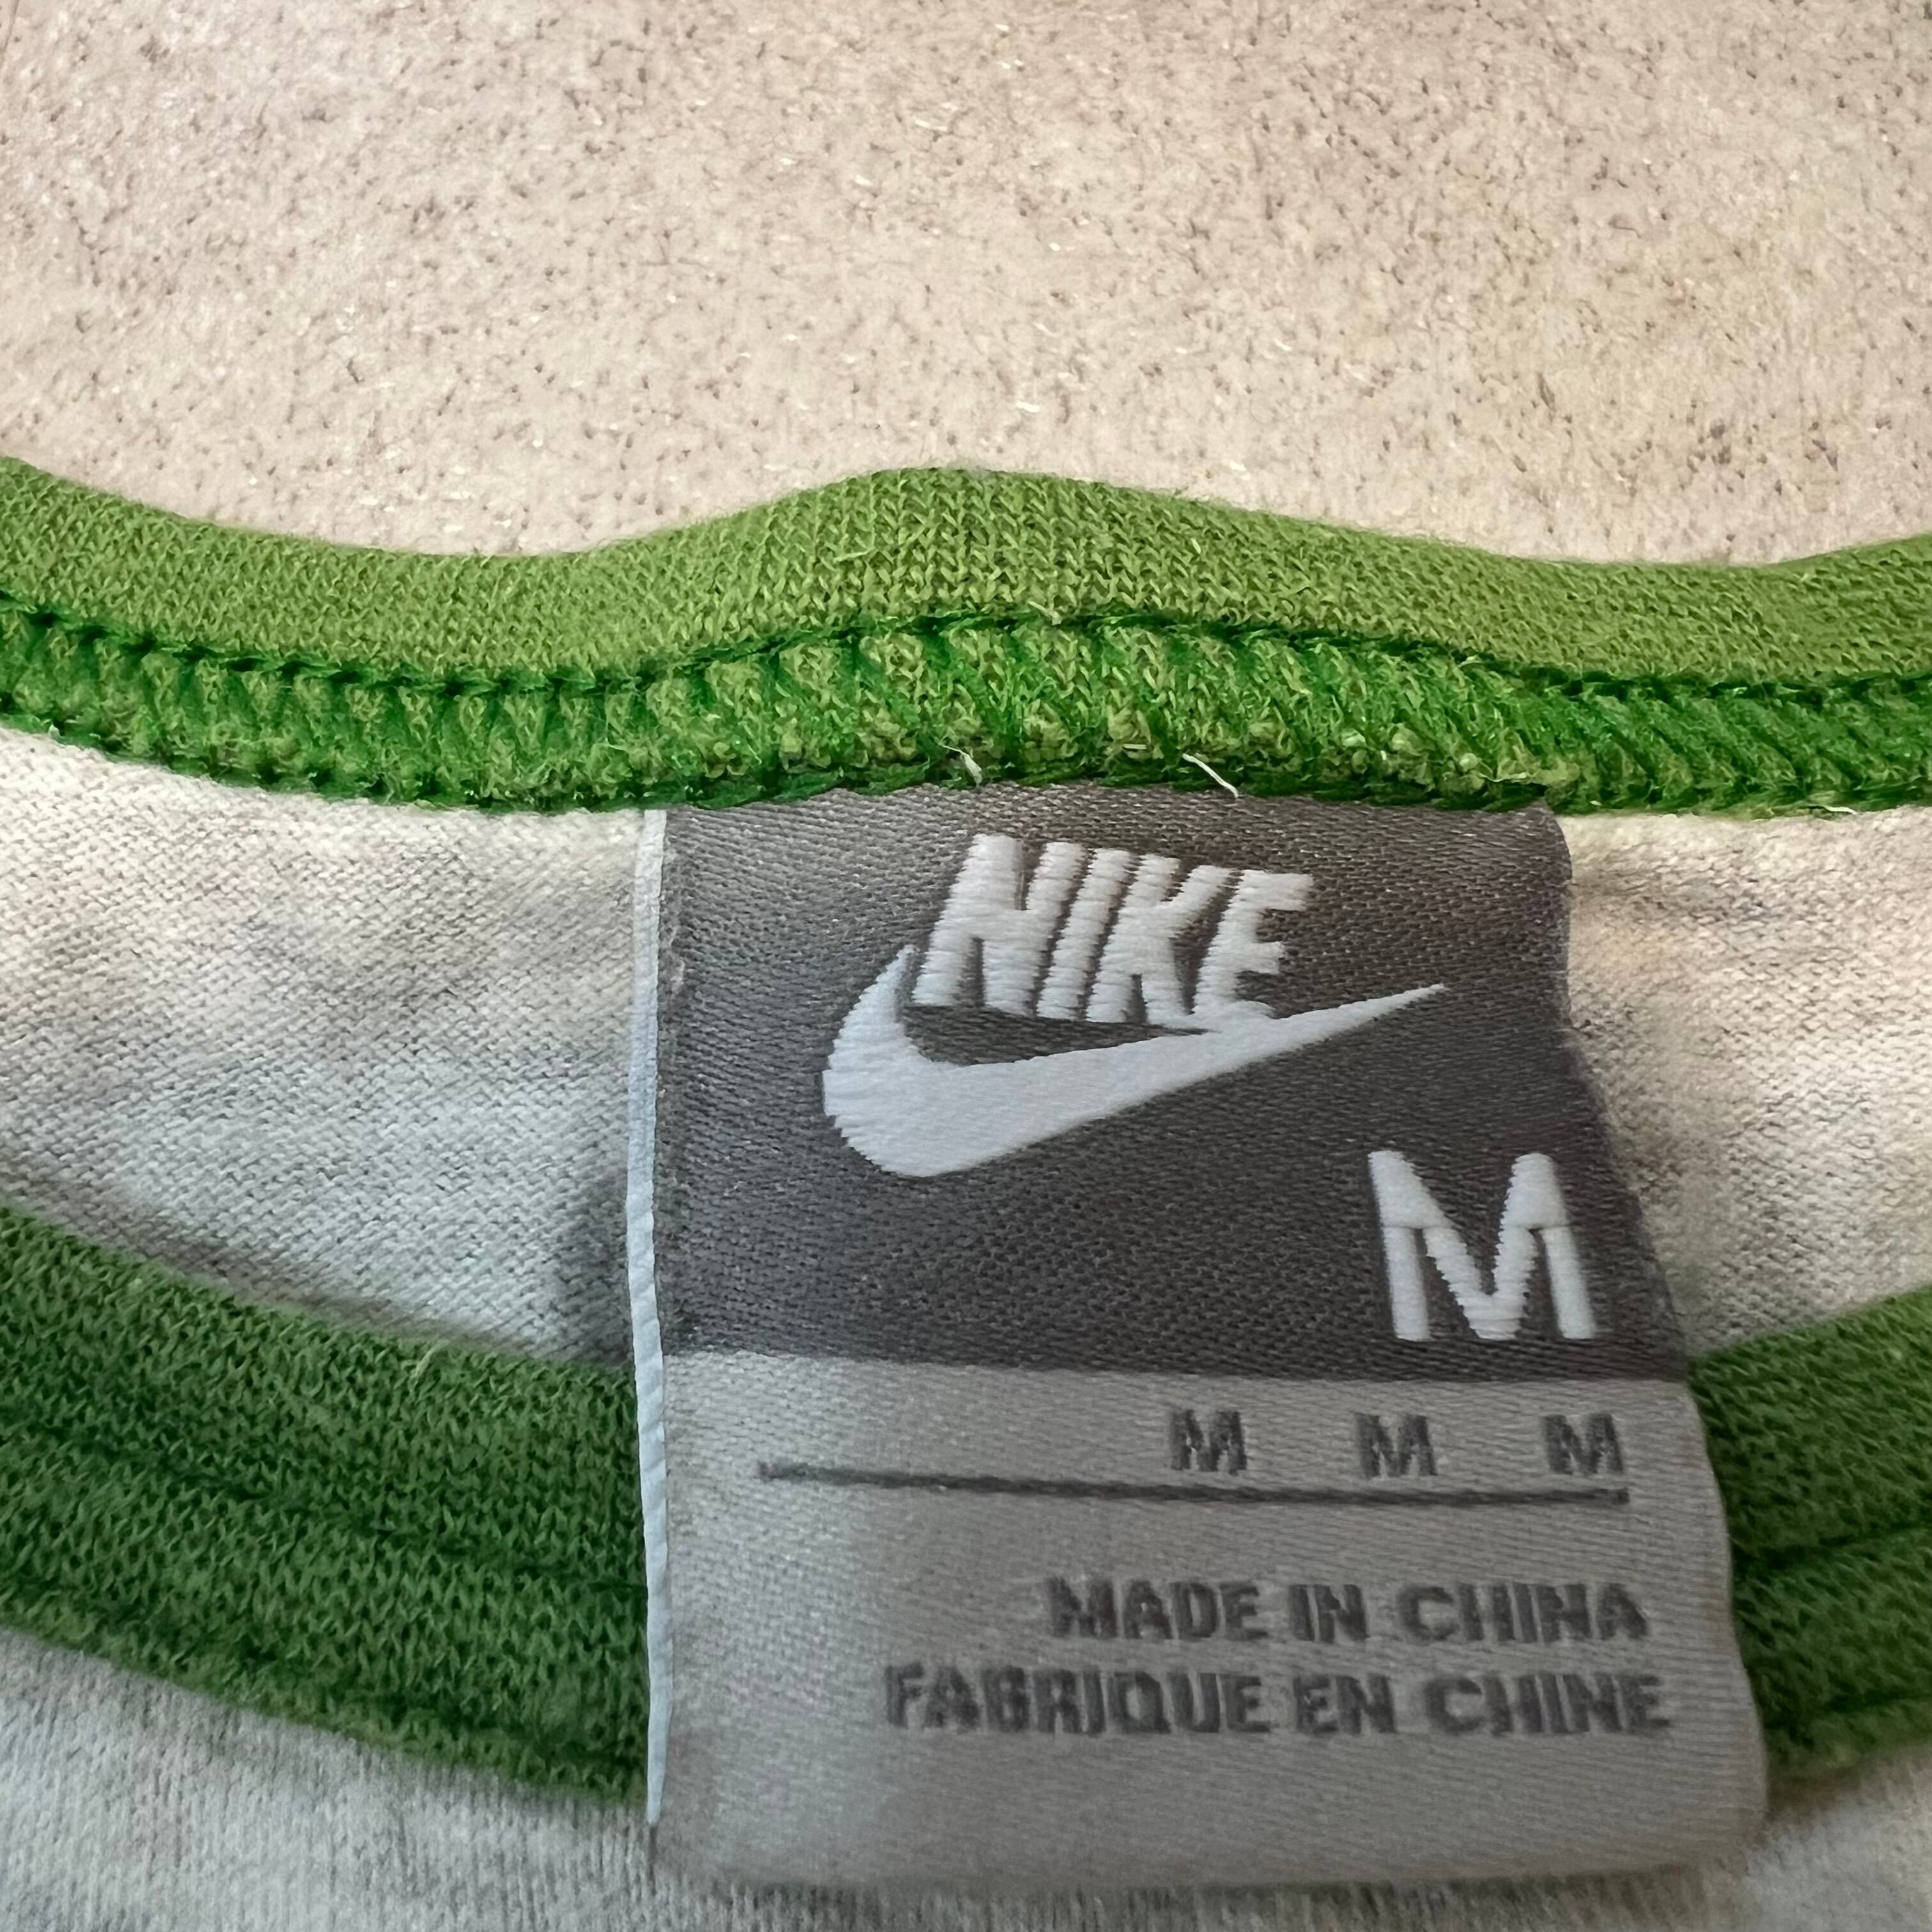 NIKE
M
M M M
MADE IN CHINA
FABRIQUE EN CHINE